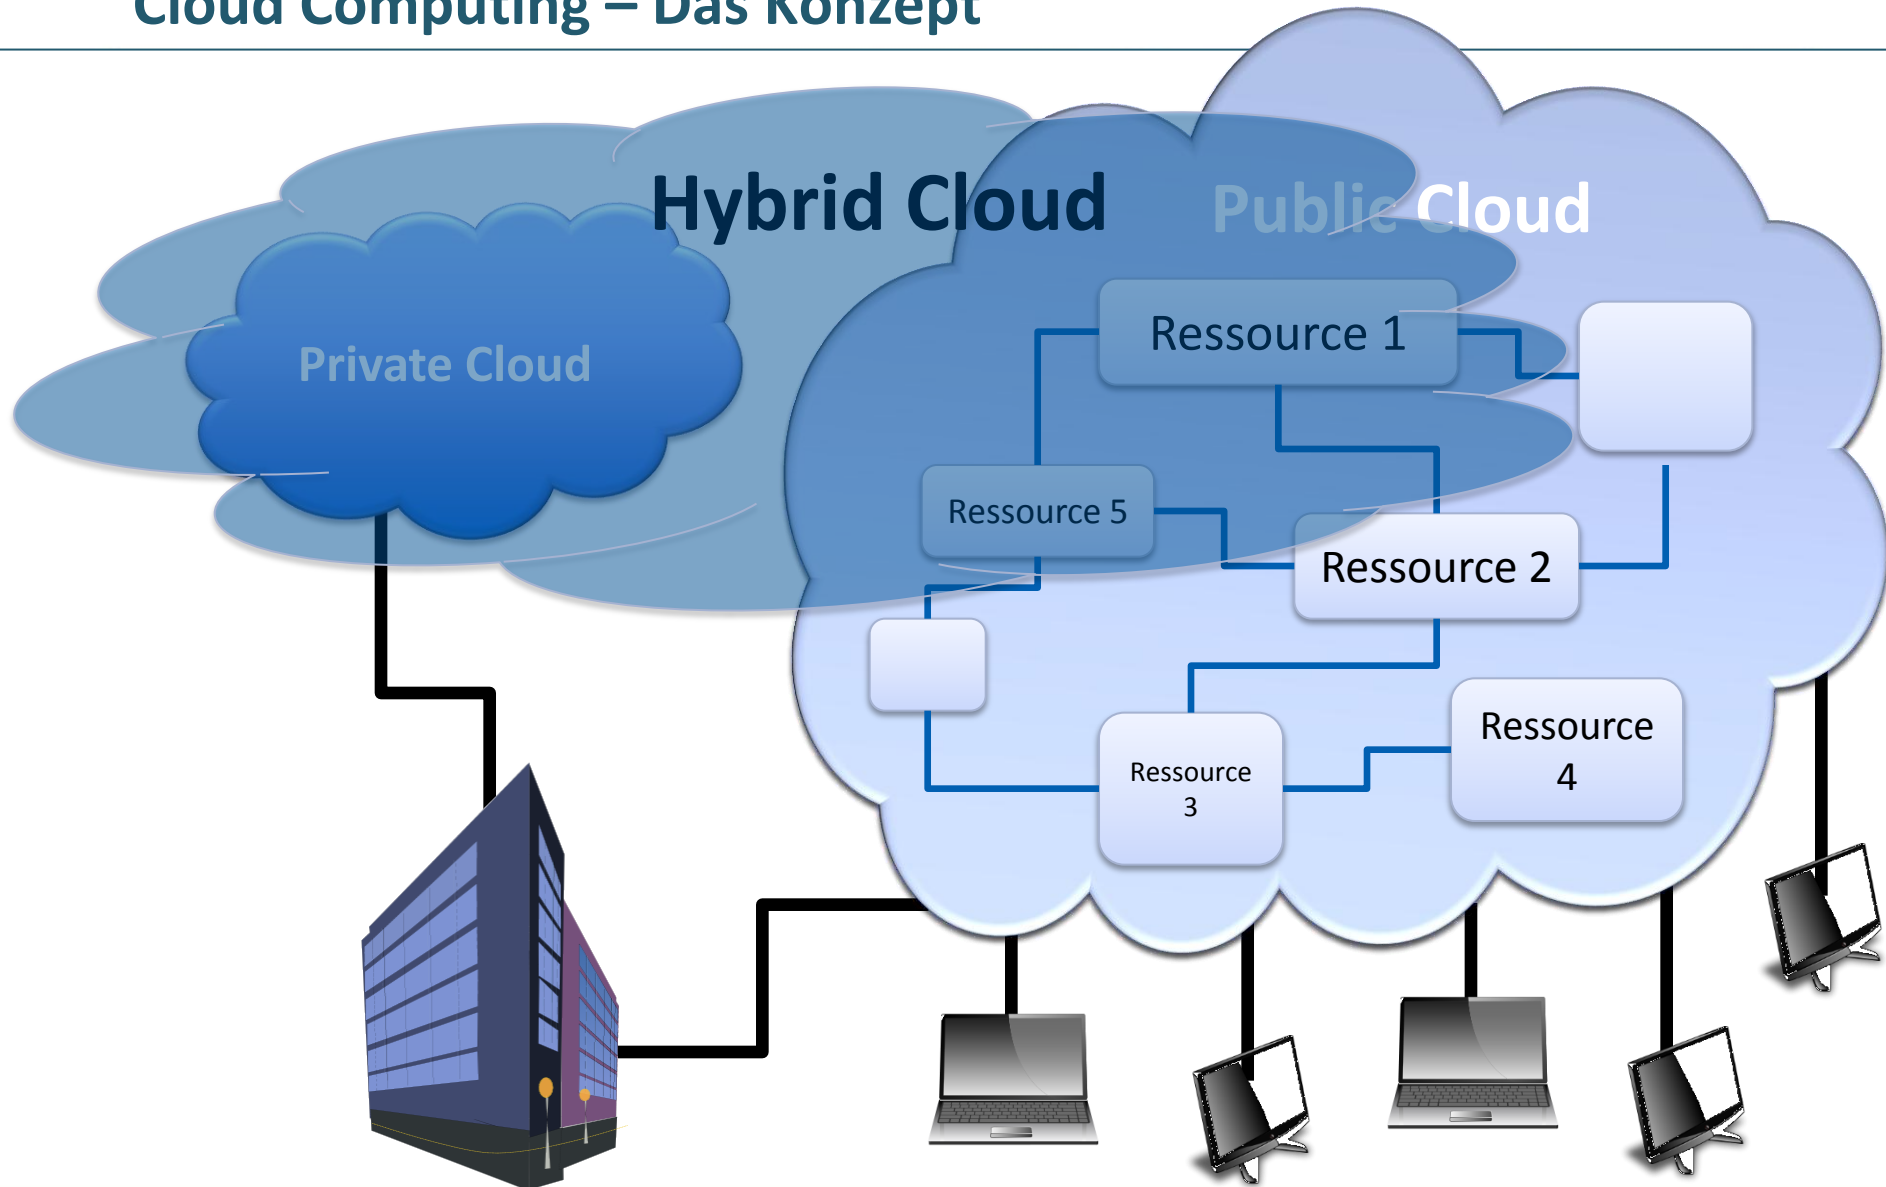 Cloud Computing – Das Konzept
Hybrid Cloud
Public Cloud
Private Cloud
Ressource 1
Ressource 5
Ressource 2
Ressource
4
Ressource
3